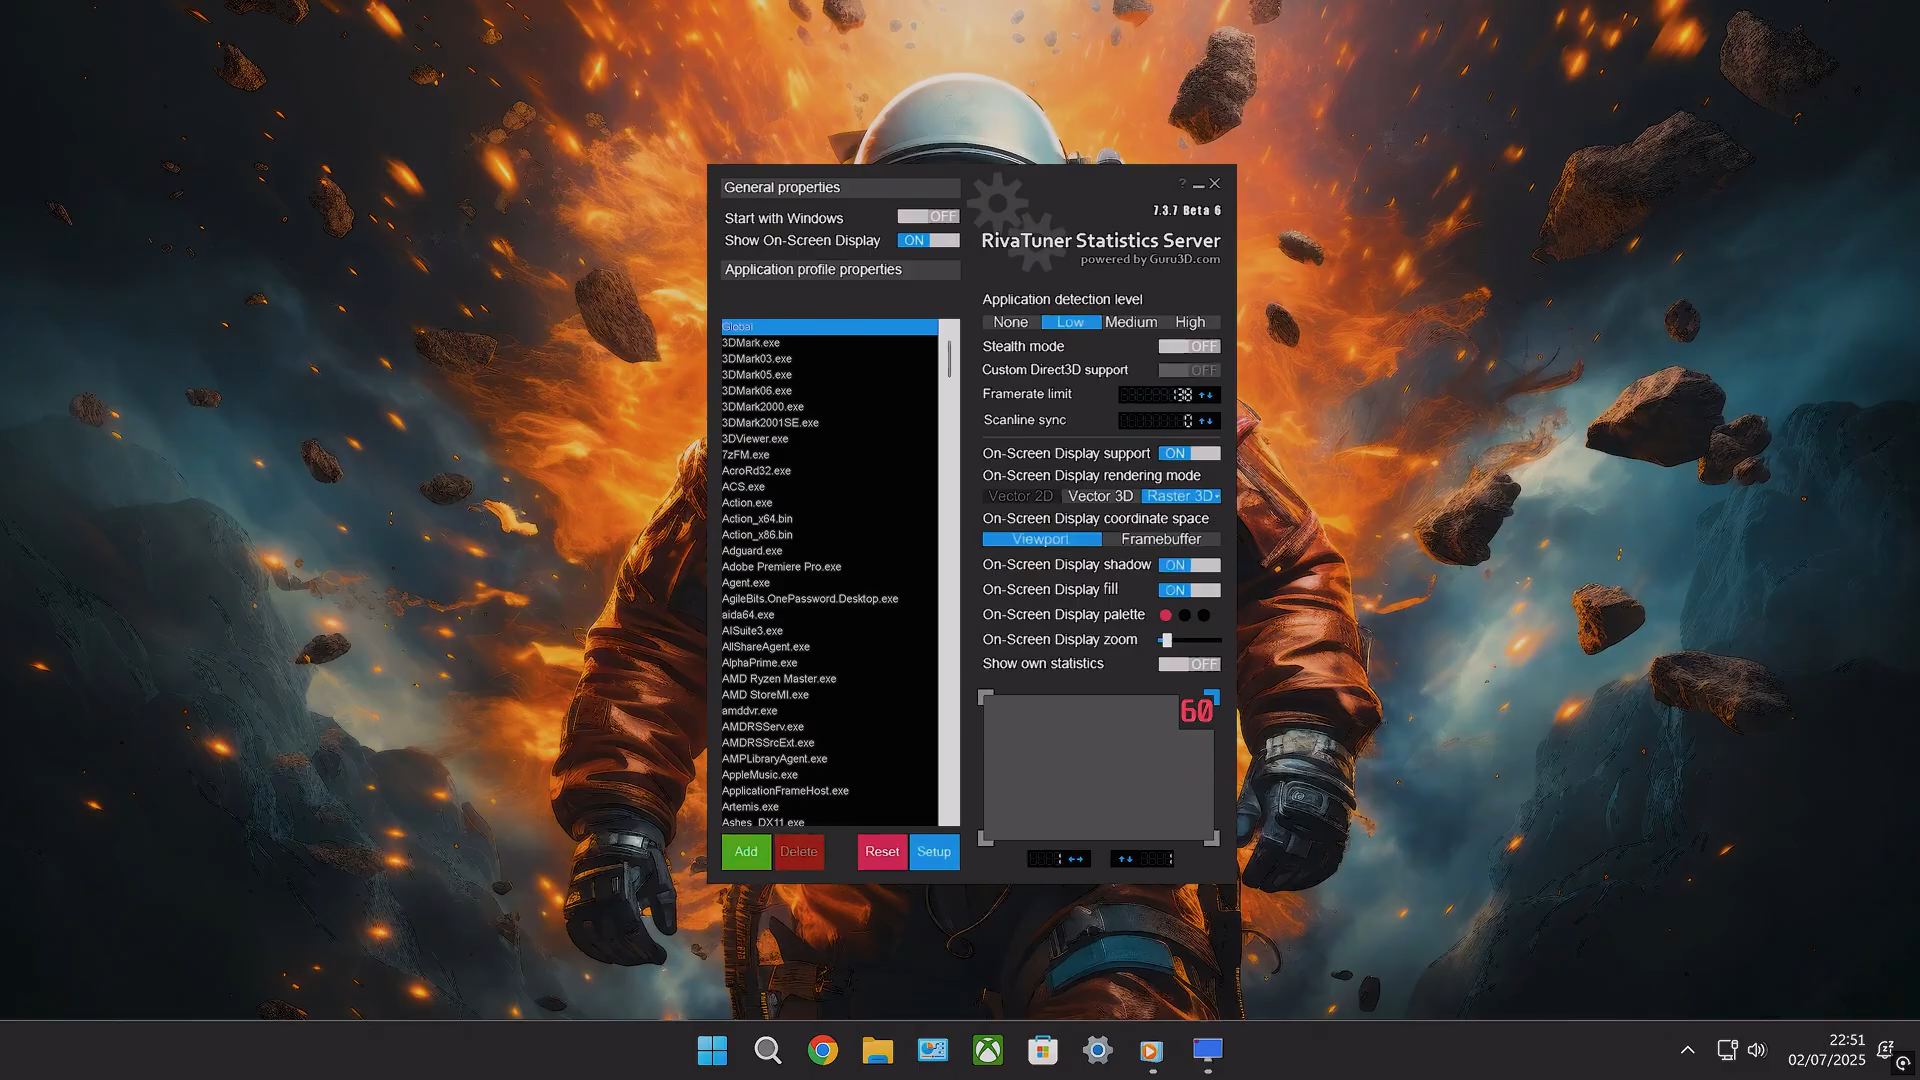 General properties
Start with Windows OFF
Show On-Screen Display ON
Application profile properties
Global
3DMark.exe
3DMark03.exe
3DMark05.exe
3DMark06.exe
3DMark2000.exe
3DMark2001SE.exe
3DViewer.exe
7zFM.exe
AcroRd32.exe
ACS.exe
Action.exe
Action_x64.bin
Action_x86.bin
Adguard.exe
Adobe Premiere Pro.exe
Agent.exe
AgileBits.OnePassword.Desktop.exe
aida64.exe
AISuite3.exe
AllShareAgent.exe
AlphaPrime.exe
AMD Ryzen Master.exe
AMD StoreMI.exe
amddvr.exe
AMDRSServ.exe
AMDRSSrcExt.exe
AMPLibraryAgent.exe
AppleMusic.exe
ApplicationFrameHost.exe
Artemis.exe
Ashes_DX11.exe
Add Delete Reset Setup
?
7.3.7 Beta 6
RivaTuner Statistics Server
powered by Guru3D.com
Application detection level
None Low Medium High
Stealth mode OFF
Custom Direct3D support OFF
Framerate limit
Scanline sync 0
On-Screen Display support ON
On-Screen Display rendering mode
Vector 2D Vector 3D Raster 3D
On-Screen Display coordinate space
Viewport Framebuffer
On-Screen Display shadow ON
On-Screen Display fill ON
On-Screen Display palette
On-Screen Display zoom
Show own statistics OFF
60
1 1
22:51
02/07/2025